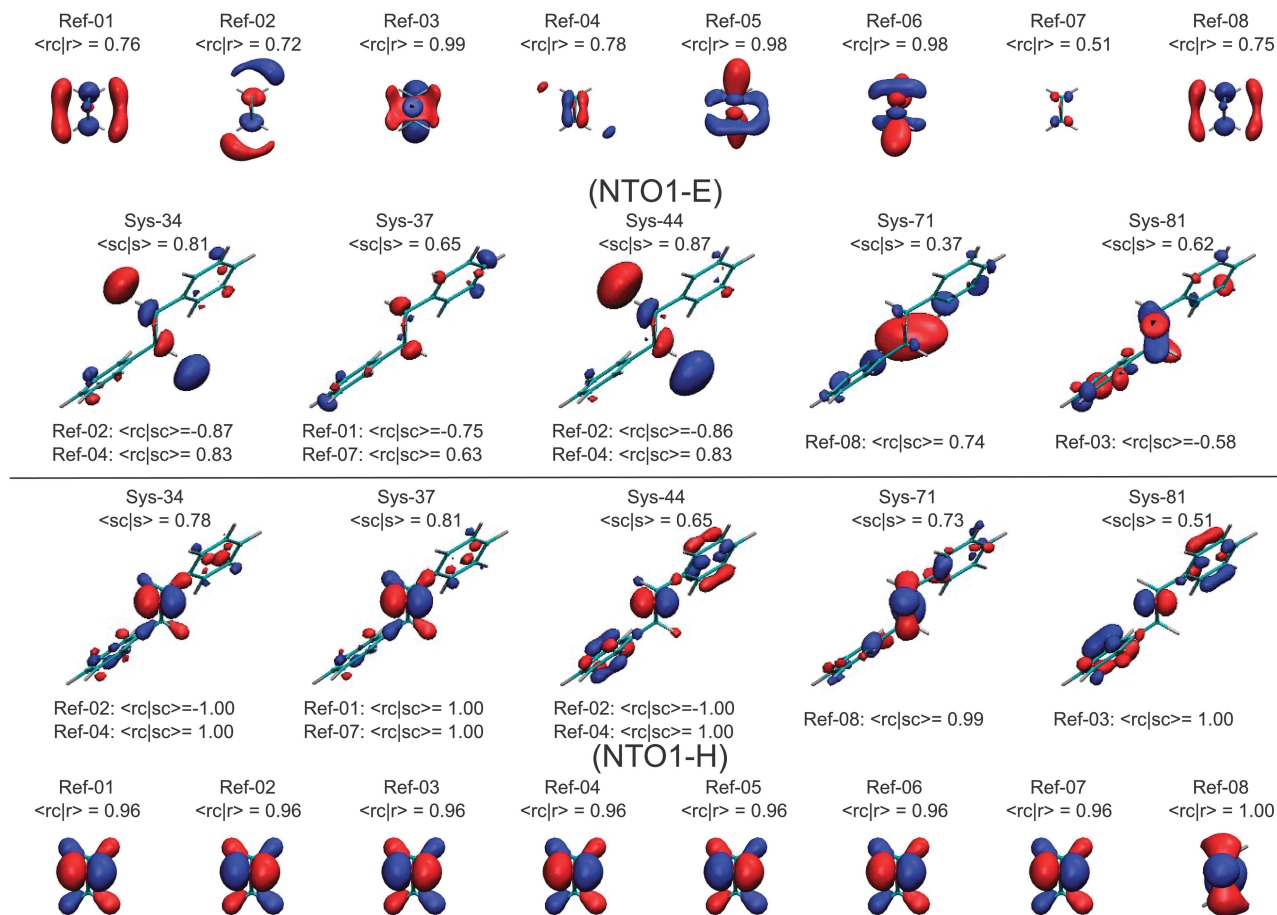 Ref-01 Ref-02 Ref-03 Ref-04 Ref-05 Ref-06 Ref-07 Ref-08
<rc|r> = 0.76 <rc|r> = 0.72 <rc|r> = 0.99 <rc|r> = 0.78 <rc|r> = 0.98 <rc|r> = 0.98 <rc|r> = 0.51 <rc|r> = 0.75
(NTO1-E)
Sys-34 Sys-37 Sys-44 Sys-71 Sys-81
<sc|s> = 0.81 <sc|s> = 0.65 <sc|s> = 0.87 <sc|s> = 0.37 <sc|s> = 0.62
Ref-02: <rc|sc>=-0.87 Ref-01: <rc|sc>=-0.75 Ref-02: <rc|sc>=-0.86 Ref-08: <rc|sc>= 0.74 Ref-03: <rc|sc>=-0.58
Ref-04: <rc|sc>= 0.83 Ref-07: <rc|sc>= 0.63 Ref-04: <rc|sc>= 0.83
Sys-34 Sys-37 Sys-44 Sys-71 Sys-81
<sc|s> = 0.78 <sc|s> = 0.81 <sc|s> = 0.65 <sc|s> = 0.73 <sc|s> = 0.51
Ref-02: <rc|sc>=-1.00 Ref-01: <rc|sc>= 1.00 Ref-02: <rc|sc>=-1.00 Ref-08: <rc|sc>= 0.99 Ref-03: <rc|sc>= 1.00
Ref-04: <rc|sc>= 1.00 Ref-07: <rc|sc>= 1.00 Ref-04: <rc|sc>= 1.00
(NTO1-H)
Ref-01 Ref-02 Ref-03 Ref-04 Ref-05 Ref-06 Ref-07 Ref-08
<rc|r> = 0.96 <rc|r> = 0.96 <rc|r> = 0.96 <rc|r> = 0.96 <rc|r> = 0.96 <rc|r> = 0.96 <rc|r> = 0.96 <rc|r> = 1.00